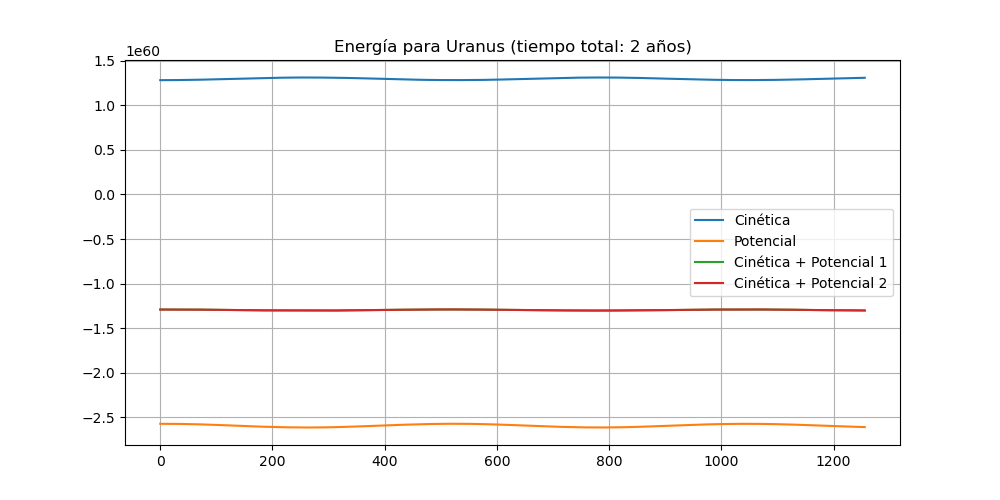 Energía para Uranus (tiempo total: 2 años)
1e60
1.5
1.0
0.5
0.0
−0.5
−1.0
−1.5
−2.0
−2.5
Cinética
Potencial
Cinética + Potencial 1
Cinética + Potencial 2
0 200 400 600 800 1000 1200